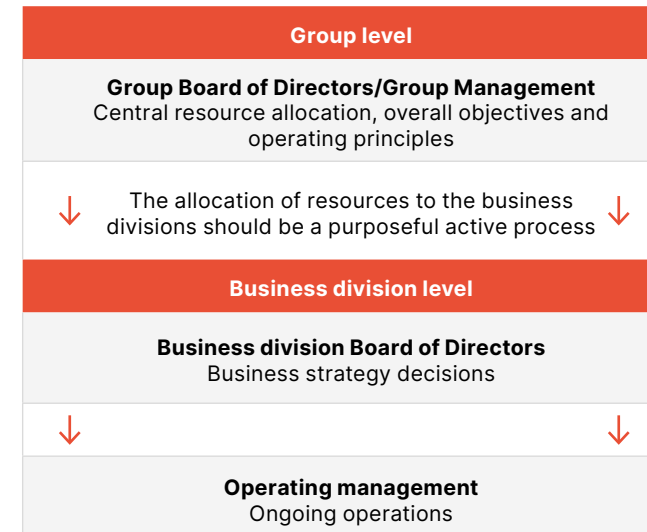 Group level
Group Board of Directors/Group Management
Central resource allocation, overall objectives and
operating principles
The allocation of resources to the business
divisions should be a purposeful active process
Business division level
Business division Board of Directors
Business strategy decisions
Operating management
Ongoing operations